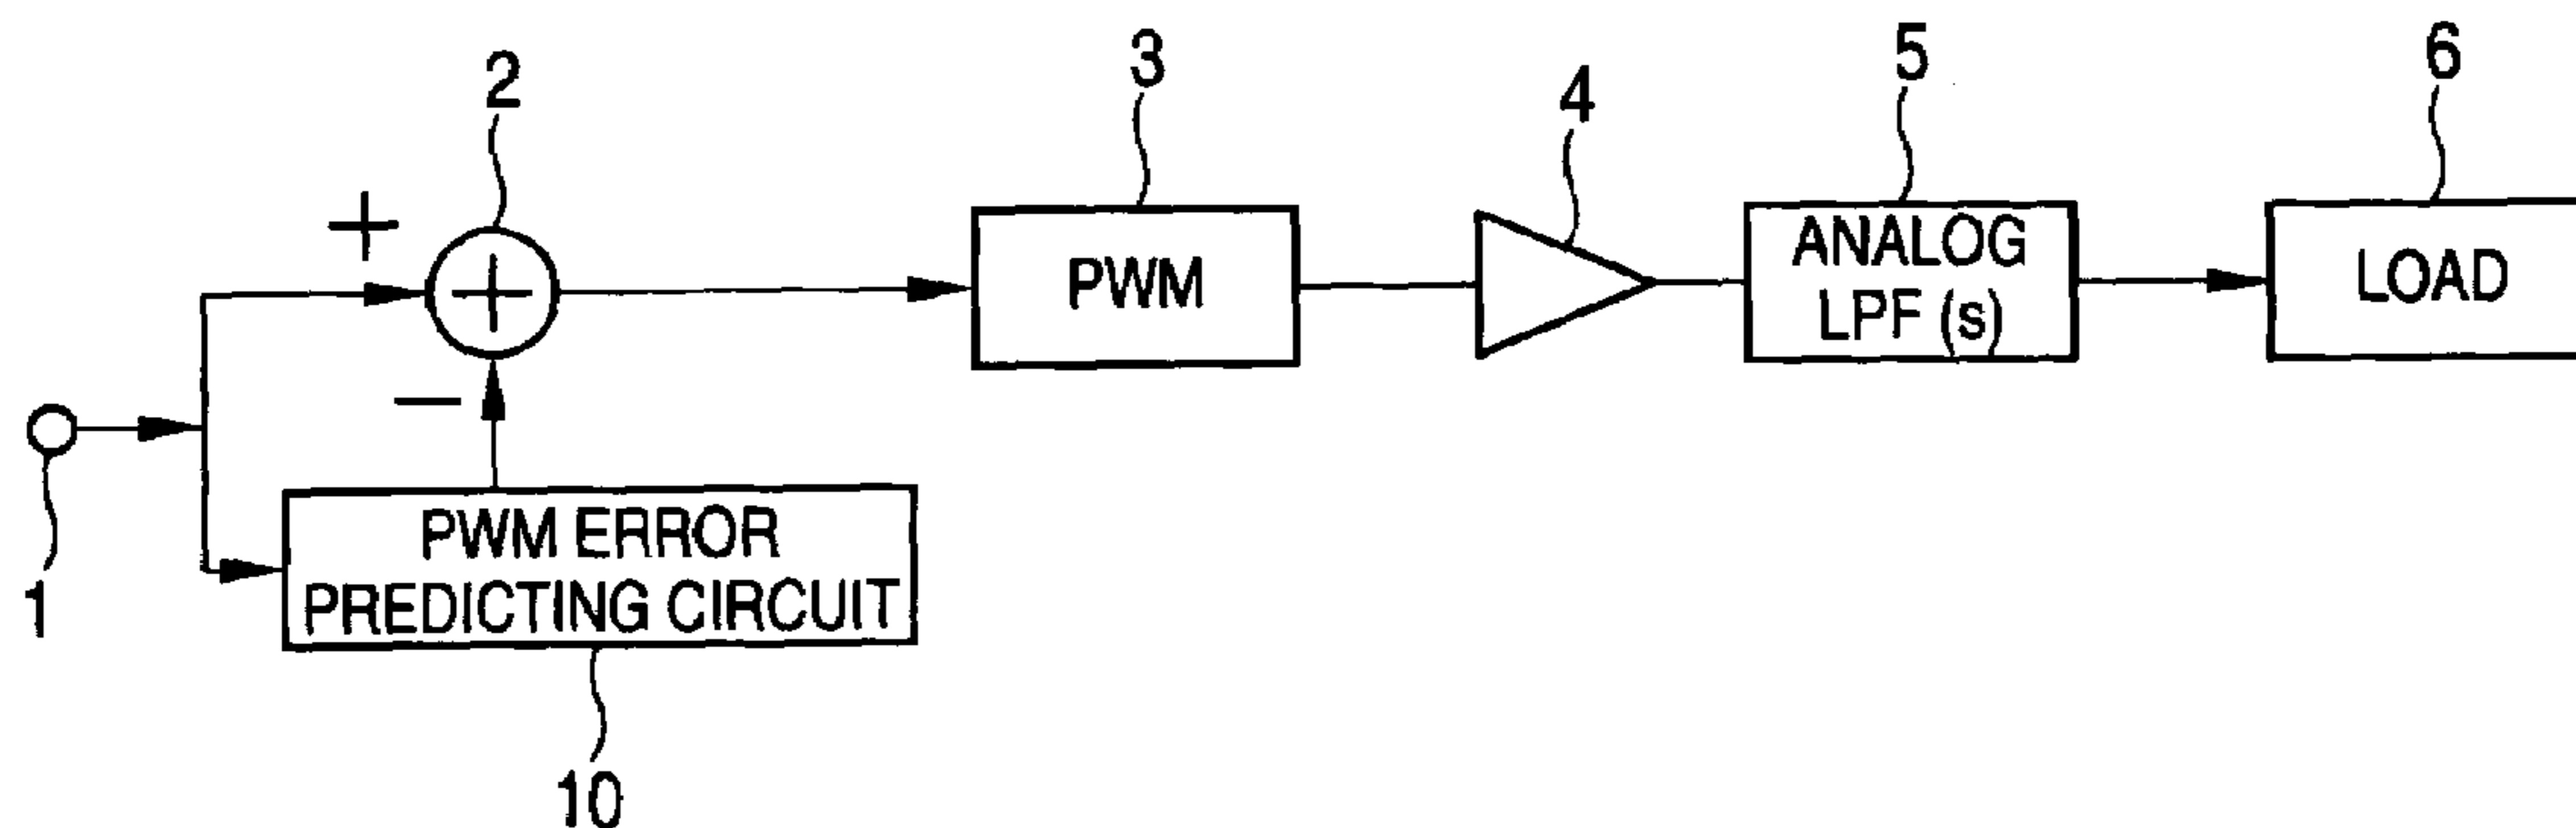 2
3
4
5
6
+
+
PWM
ANALOG
LPF (s)
LOAD
−
1
PWM ERROR
PREDICTING CIRCUIT
10